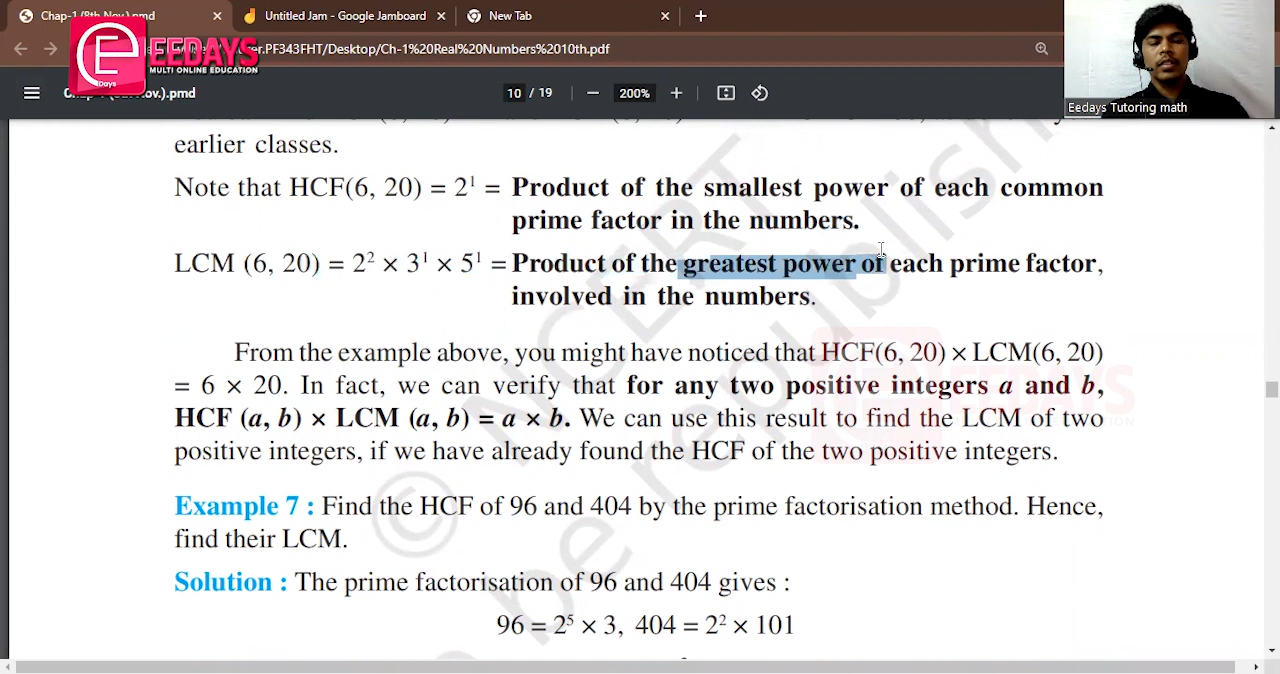 Chap-1 (8th Nov.).pmd
Untitled Jam - Google Jamboard
New Tab
er.PF343FHT/Desktop/Ch-1%20Real%20Numbers%2010th.pdf
EEDAYS
MULTI ONLINE EDUCATION
Days
10 / 19
200%
Eedays Tutoring math
earlier classes.
Note that HCF(6, 20) = 2¹ = Product of the smallest power of each common
prime factor in the numbers.
LCM (6, 20) = 2² × 3¹ × 5¹ = Product of the greatest power of each prime factor,
involved in the numbers.
From the example above, you might have noticed that HCF(6, 20) × LCM(6, 20)
= 6 × 20. In fact, we can verify that for any two positive integers a and b,
HCF (a, b) × LCM (a, b) = a × b. We can use this result to find the LCM of two
positive integers, if we have already found the HCF of the two positive integers.
Example 7 : Find the HCF of 96 and 404 by the prime factorisation method. Hence,
find their LCM.
Solution : The prime factorisation of 96 and 404 gives :
96 = 2⁵ × 3, 404 = 2² × 101
© NCERT
be republish